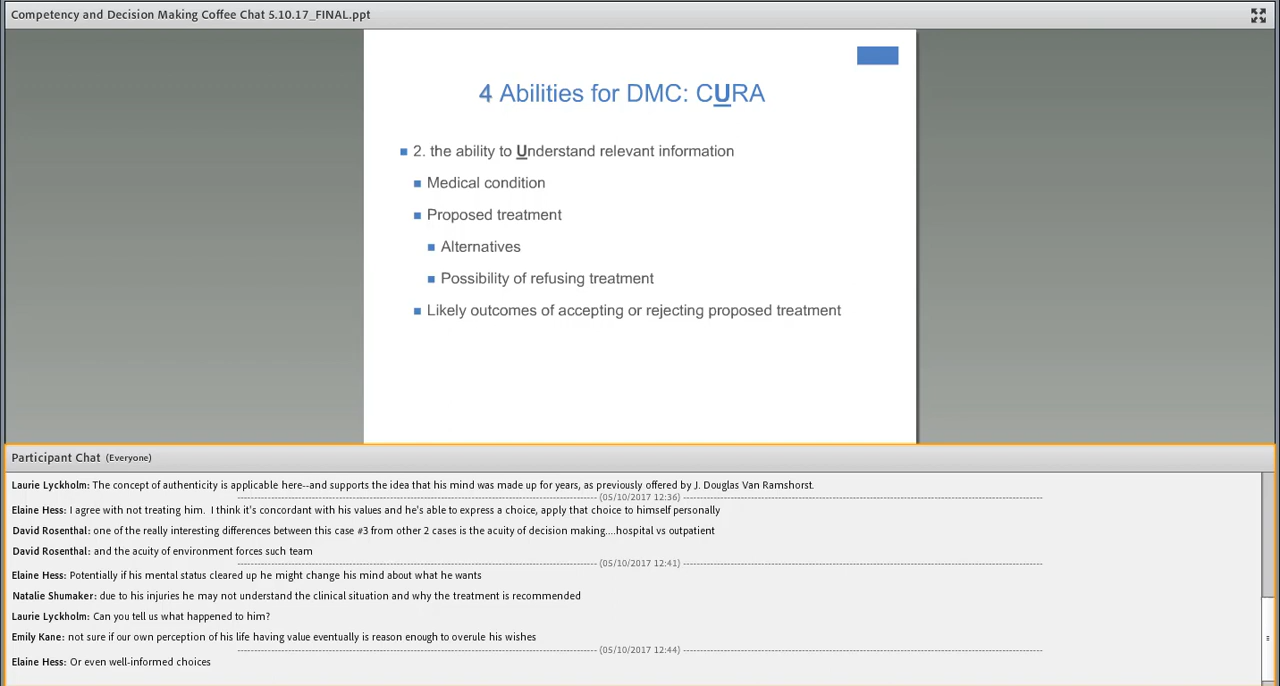 Competency and Decision Making Coffee Chat 5.10.17_FINAL.ppt
4 Abilities for DMC: CURA
2. the ability to Understand relevant information
Medical condition
Proposed treatment
Alternatives
Possibility of refusing treatment
Likely outcomes of accepting or rejecting proposed treatment
Participant Chat (Everyone)
Laurie Lyckholm: The concept of authenticity is applicable here--and supports the idea that his mind was made up for years, as previously offered by J. Douglas Van Ramshorst.
(05/10/2017 12:36)
Elaine Hess: I agree with not treating him.  I think it's concordant with his values and he's able to express a choice, apply that choice to himself personally
David Rosenthal: one of the really interesting differences between this case #3 from other 2 cases is the acuity of decision making....hospital vs outpatient
David Rosenthal: and the acuity of environment forces such team
(05/10/2017 12:41)
Elaine Hess: Potentially if his mental status cleared up he might change his mind about what he wants
Natalie Shumaker: due to his injuries he may not understand the clinical situation and why the treatment is recommended
Laurie Lyckholm: Can you tell us what happened to him?
Emily Kane: not sure if our own perception of his life having value eventually is reason enough to overule his wishes
(05/10/2017 12:44)
Elaine Hess: Or even well-informed choices